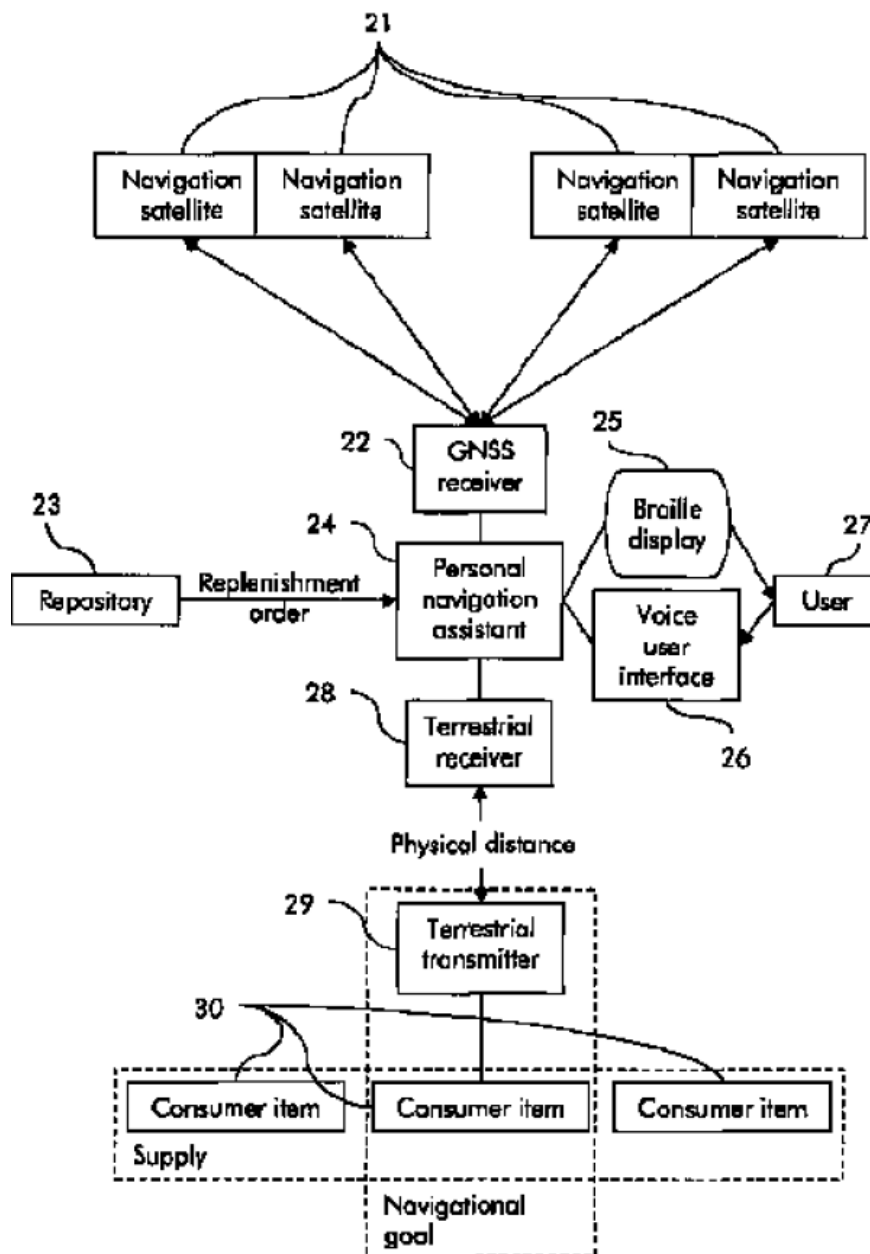 21
Navigation
satellite
Navigation
satellite
Navigation
satellite
Navigation
satellite
22
GNSS
receiver
25
Braille
display
23
Repository
Replenishment
order
24
Personal
navigation
assistant
27
User
Voice
user
interface
26
28
Terrestrial
receiver
Physical distance
29
Terrestrial
transmitter
30
Consumer item
Consumer item
Consumer item
Supply
Navigational
goal